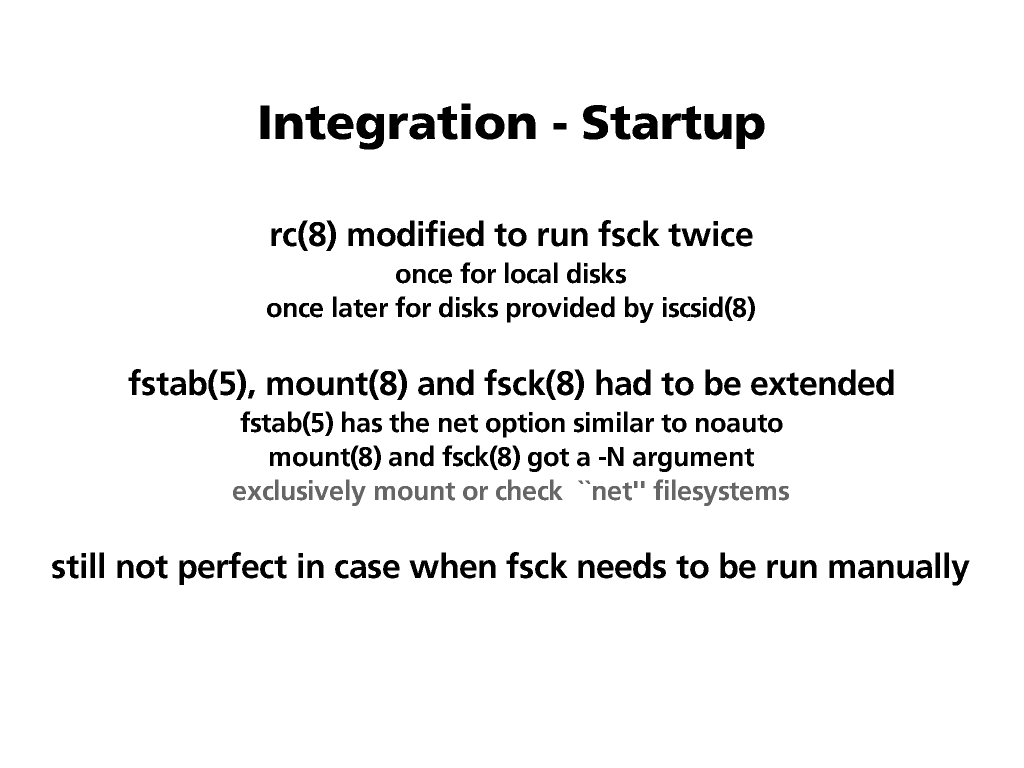 Integration - Startup
rc(8) modified to run fsck twice
once for local disks
once later for disks provided by iscsid(8)
fstab(5), mount(8) and fsck(8) had to be extended
fstab(5) has the net option similar to noauto
mount(8) and fsck(8) got a -N argument
exclusively mount or check ``net'' filesystems
still not perfect in case when fsck needs to be run manually